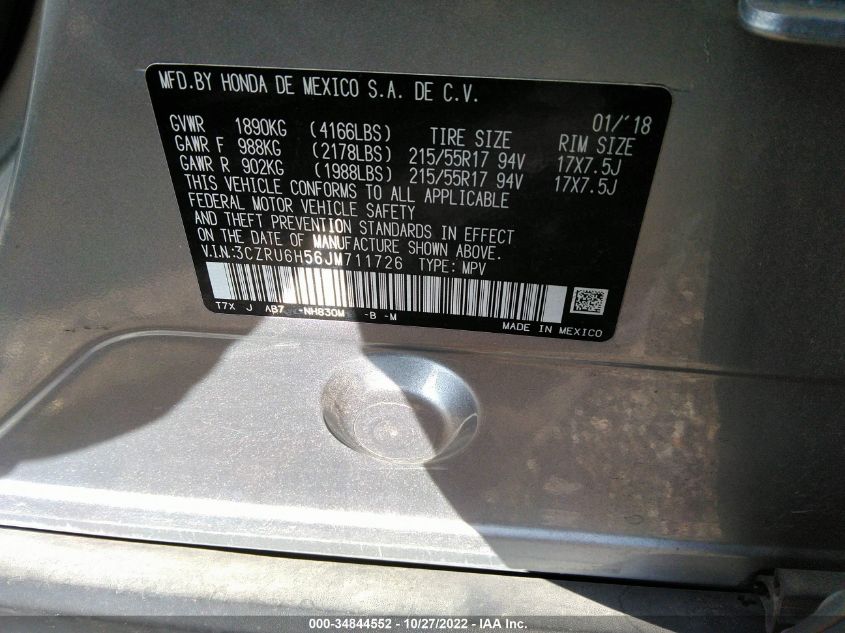 MFD.BY HONDA DE MEXICO S.A. DE C.V.
01/'18
GVWR 1890KG (4166LBS) TIRE SIZE RIM SIZE
GAWR F 988KG (2178LBS) 215/55R17 94V 17X7.5J
GAWR R 902KG (1988LBS) 215/55R17 94V 17X7.5J
THIS VEHICLE CONFORMS TO ALL APPLICABLE
FEDERAL MOTOR VEHICLE SAFETY
AND THEFT PREVENTION STANDARDS IN EFFECT
ON THE DATE OF MANUFACTURE SHOWN ABOVE.
V.I.N.:3CZRU6H56JM711726 TYPE: MPV
T7X J AB7 -NH830M -B -M
MADE IN MEXICO
000-34844552 - 10/27/2022 - IAA Inc.